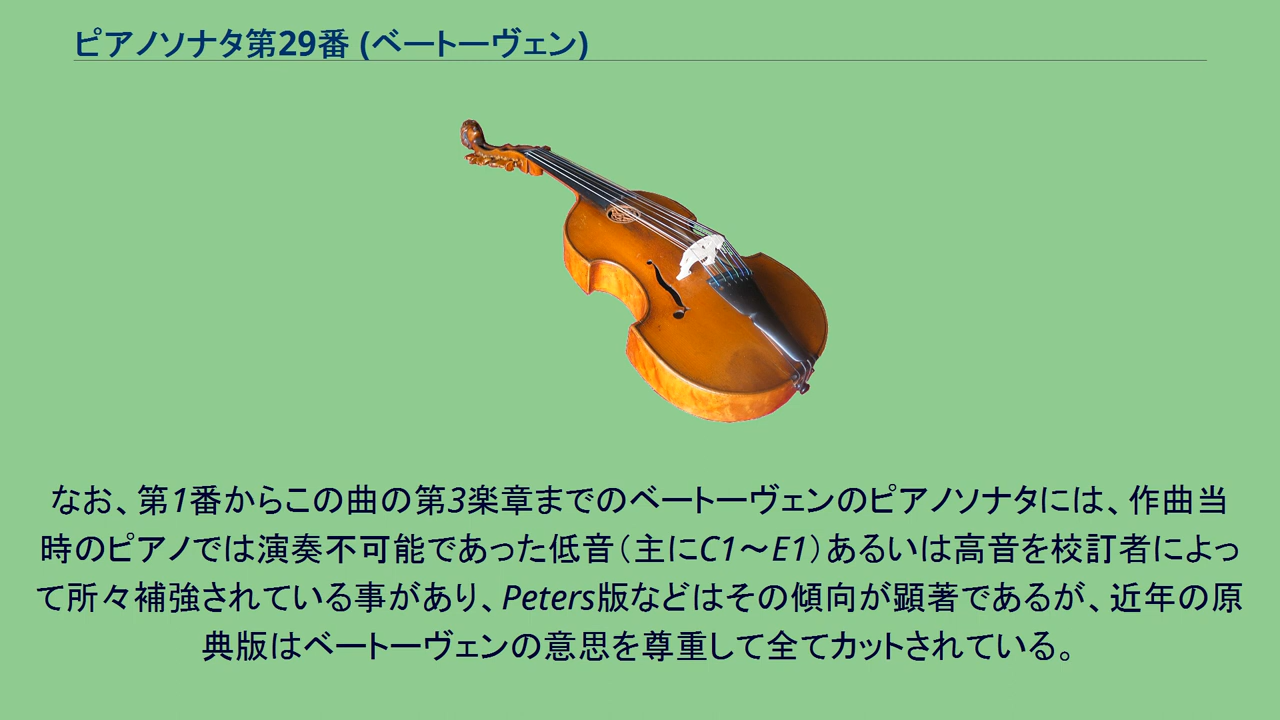 ピアノソナタ第29番 (ベートーヴェン)
なお、第1番からこの曲の第3楽章までのベートーヴェンのピアノソナタには、作曲当
時のピアノでは演奏不可能であった低音（主にC1〜E1）あるいは高音を校訂者によっ
て所々補強されている事があり、Peters版などはその傾向が顕著であるが、近年の原
典版はベートーヴェンの意思を尊重して全てカットされている。